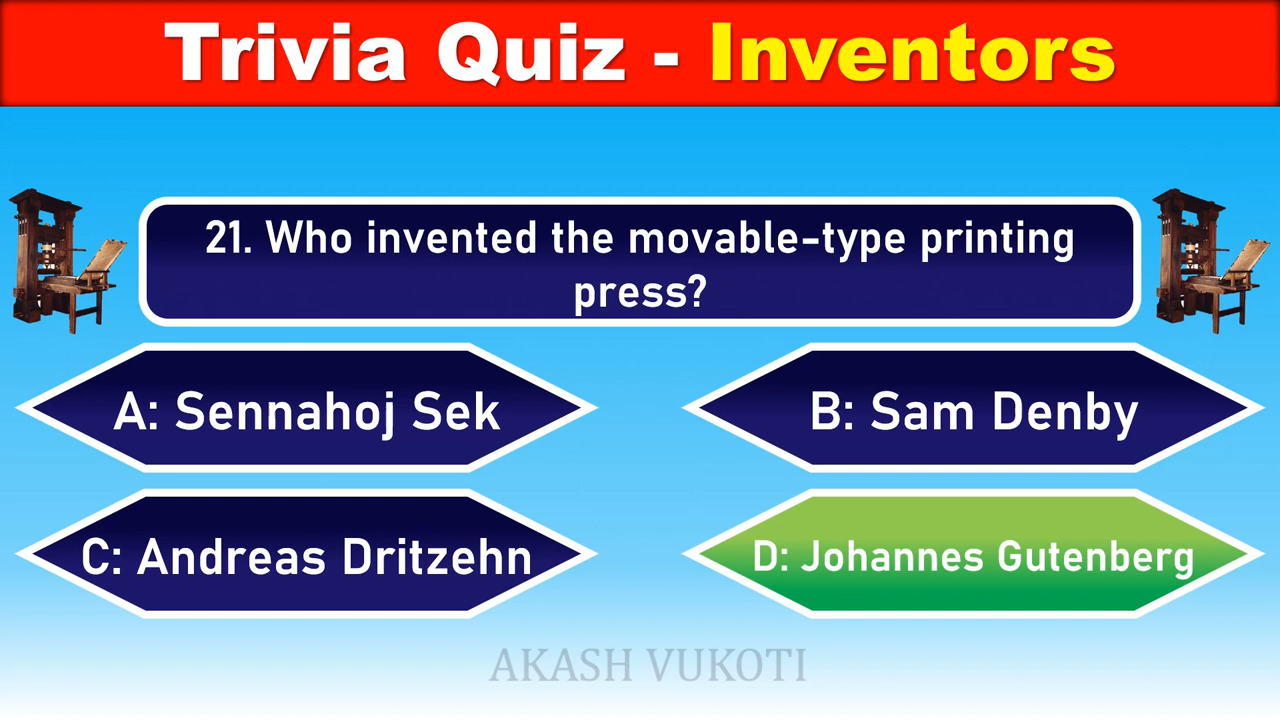 Trivia Quiz - Inventors
21. Who invented the movable-type printing
press?
A: Sennahoj Sek
B: Sam Denby
C: Andreas Dritzehn
D: Johannes Gutenberg
AKASH VUKOTI